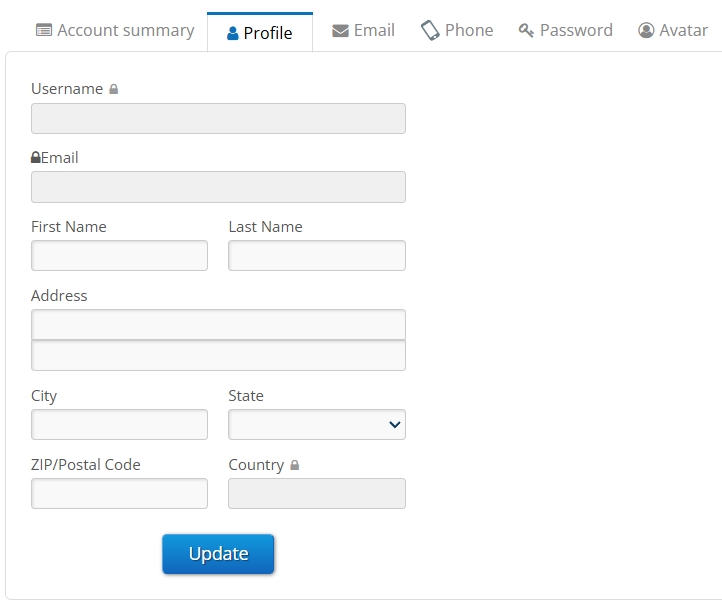 Account summary Profile Email Phone Password Avatar
Username
Email
First Name Last Name
Address
City State
ZIP/Postal Code Country
Update